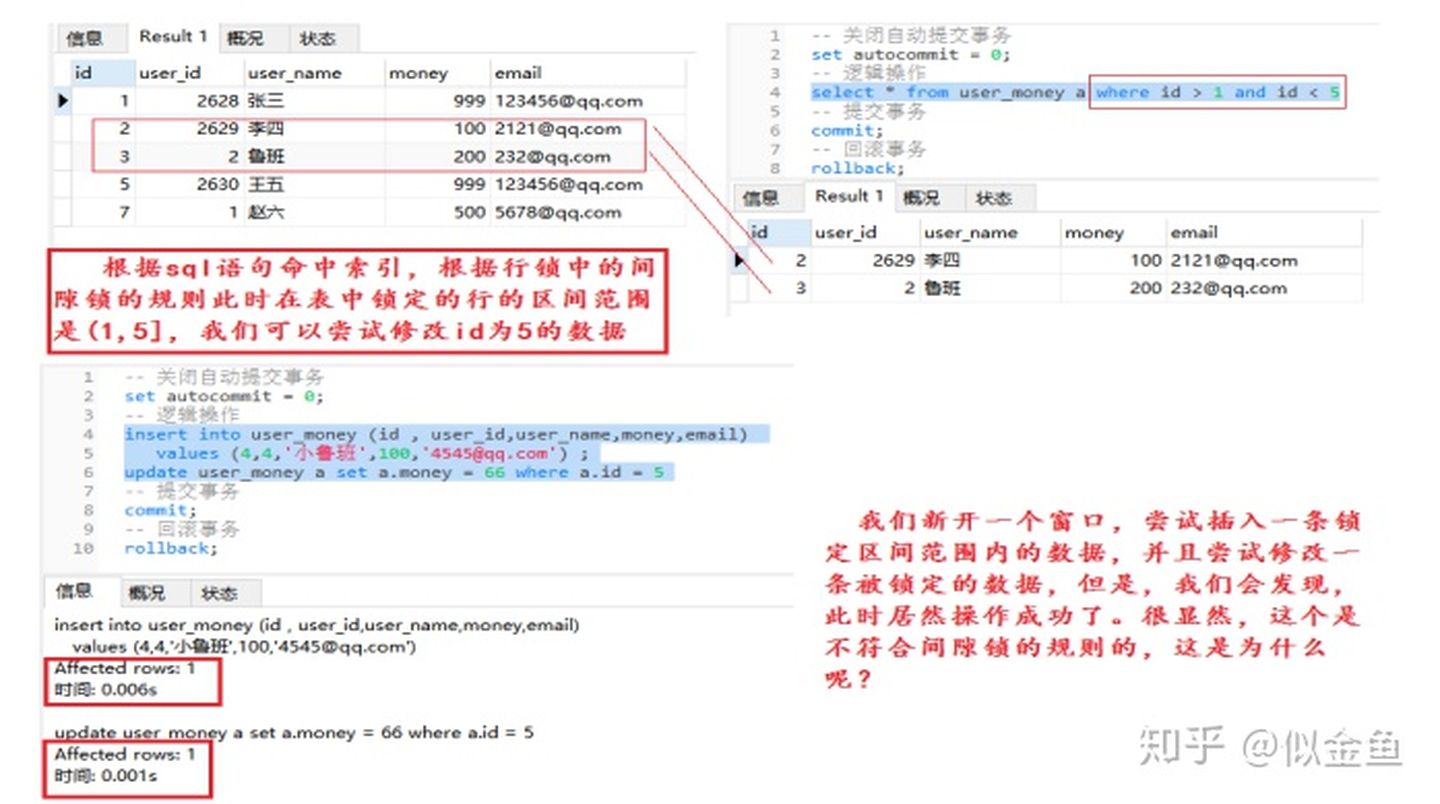 信息 Result 1 概况 状态
id user_id user_name money email
1 2628 张三 999 123456@qq.com
2 2629 李四 100 2121@qq.com
3 2 鲁班 200 232@qq.com
5 2630 王五 999 123456@qq.com
7 1 赵六 500 5678@qq.com
1 -- 关闭自动提交事务
2 set autocommit = 0;
3 -- 逻辑操作
4 select * from user_money a where id > 1 and id < 5
5 -- 提交事务
6 commit;
7 -- 回滚事务
8 rollback;
信息 Result 1 概况 状态
id user_id user_name money email
2 2629 李四 100 2121@qq.com
3 2 鲁班 200 232@qq.com
根据sql语句命中索引，根据行锁中的间
隙锁的规则此时在表中锁定的行的区间范围
是(1,5]，我们可以尝试修改id为5的数据
1 -- 关闭自动提交事务
2 set autocommit = 0;
3 -- 逻辑操作
4 insert into user_money (id , user_id,user_name,money,email)
5 values (4,4,'小鲁班',100,'4545@qq.com') ;
6 update user_money a set a.money = 66 where a.id = 5
7 -- 提交事务
8 commit;
9 -- 回滚事务
10 rollback;
信息 概况 状态
insert into user_money (id , user_id,user_name,money,email)
values (4,4,'小鲁班',100,'4545@qq.com')
Affected rows: 1
时间: 0.006s
update user_money a set a.money = 66 where a.id = 5
Affected rows: 1
时间: 0.001s
我们新开一个窗口，尝试插入一条锁
定区间范围内的数据，并且尝试修改一
条被锁定的数据，但是，我们会发现，
此时居然操作成功了。很显然，这个是
不符合间隙锁的规则的，这是为什么
呢？
知乎 @似金鱼